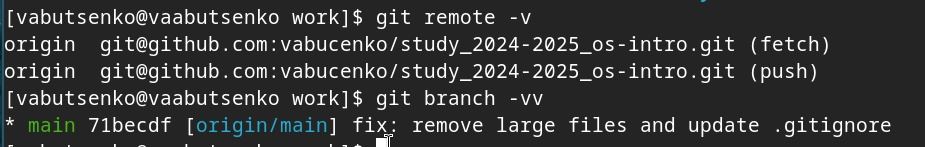 [vabutsenko@vaabutsenko work]$ git remote -v
origin  git@github.com:vabucenko/study_2024-2025_os-intro.git (fetch)
origin  git@github.com:vabucenko/study_2024-2025_os-intro.git (push)
[vabutsenko@vaabutsenko work]$ git branch -vv
* main 71becdf [origin/main] fix: remove large files and update .gitignore